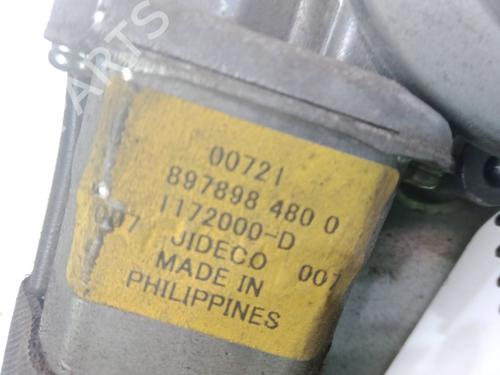 00721
897898 480 0
1172000-D
007 JIDECO 007
MADE IN
PHILIPPINES